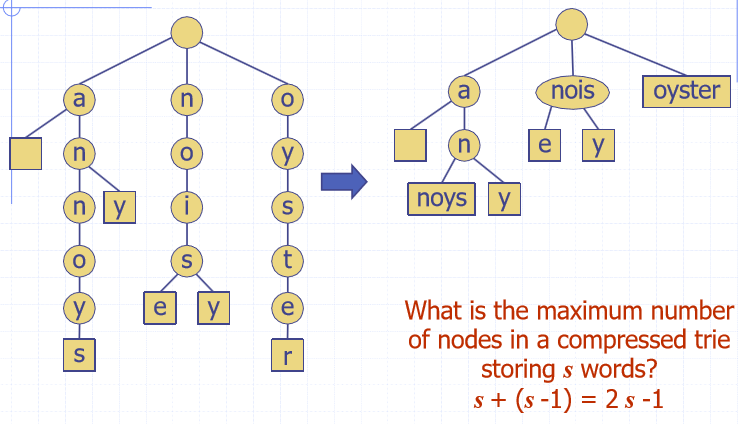 a n o a nois oyster
n o y n e y
n y i s noys y
o s t
y e y e
s r
What is the maximum number
of nodes in a compressed trie
storing s words?
s + (s -1) = 2 s -1